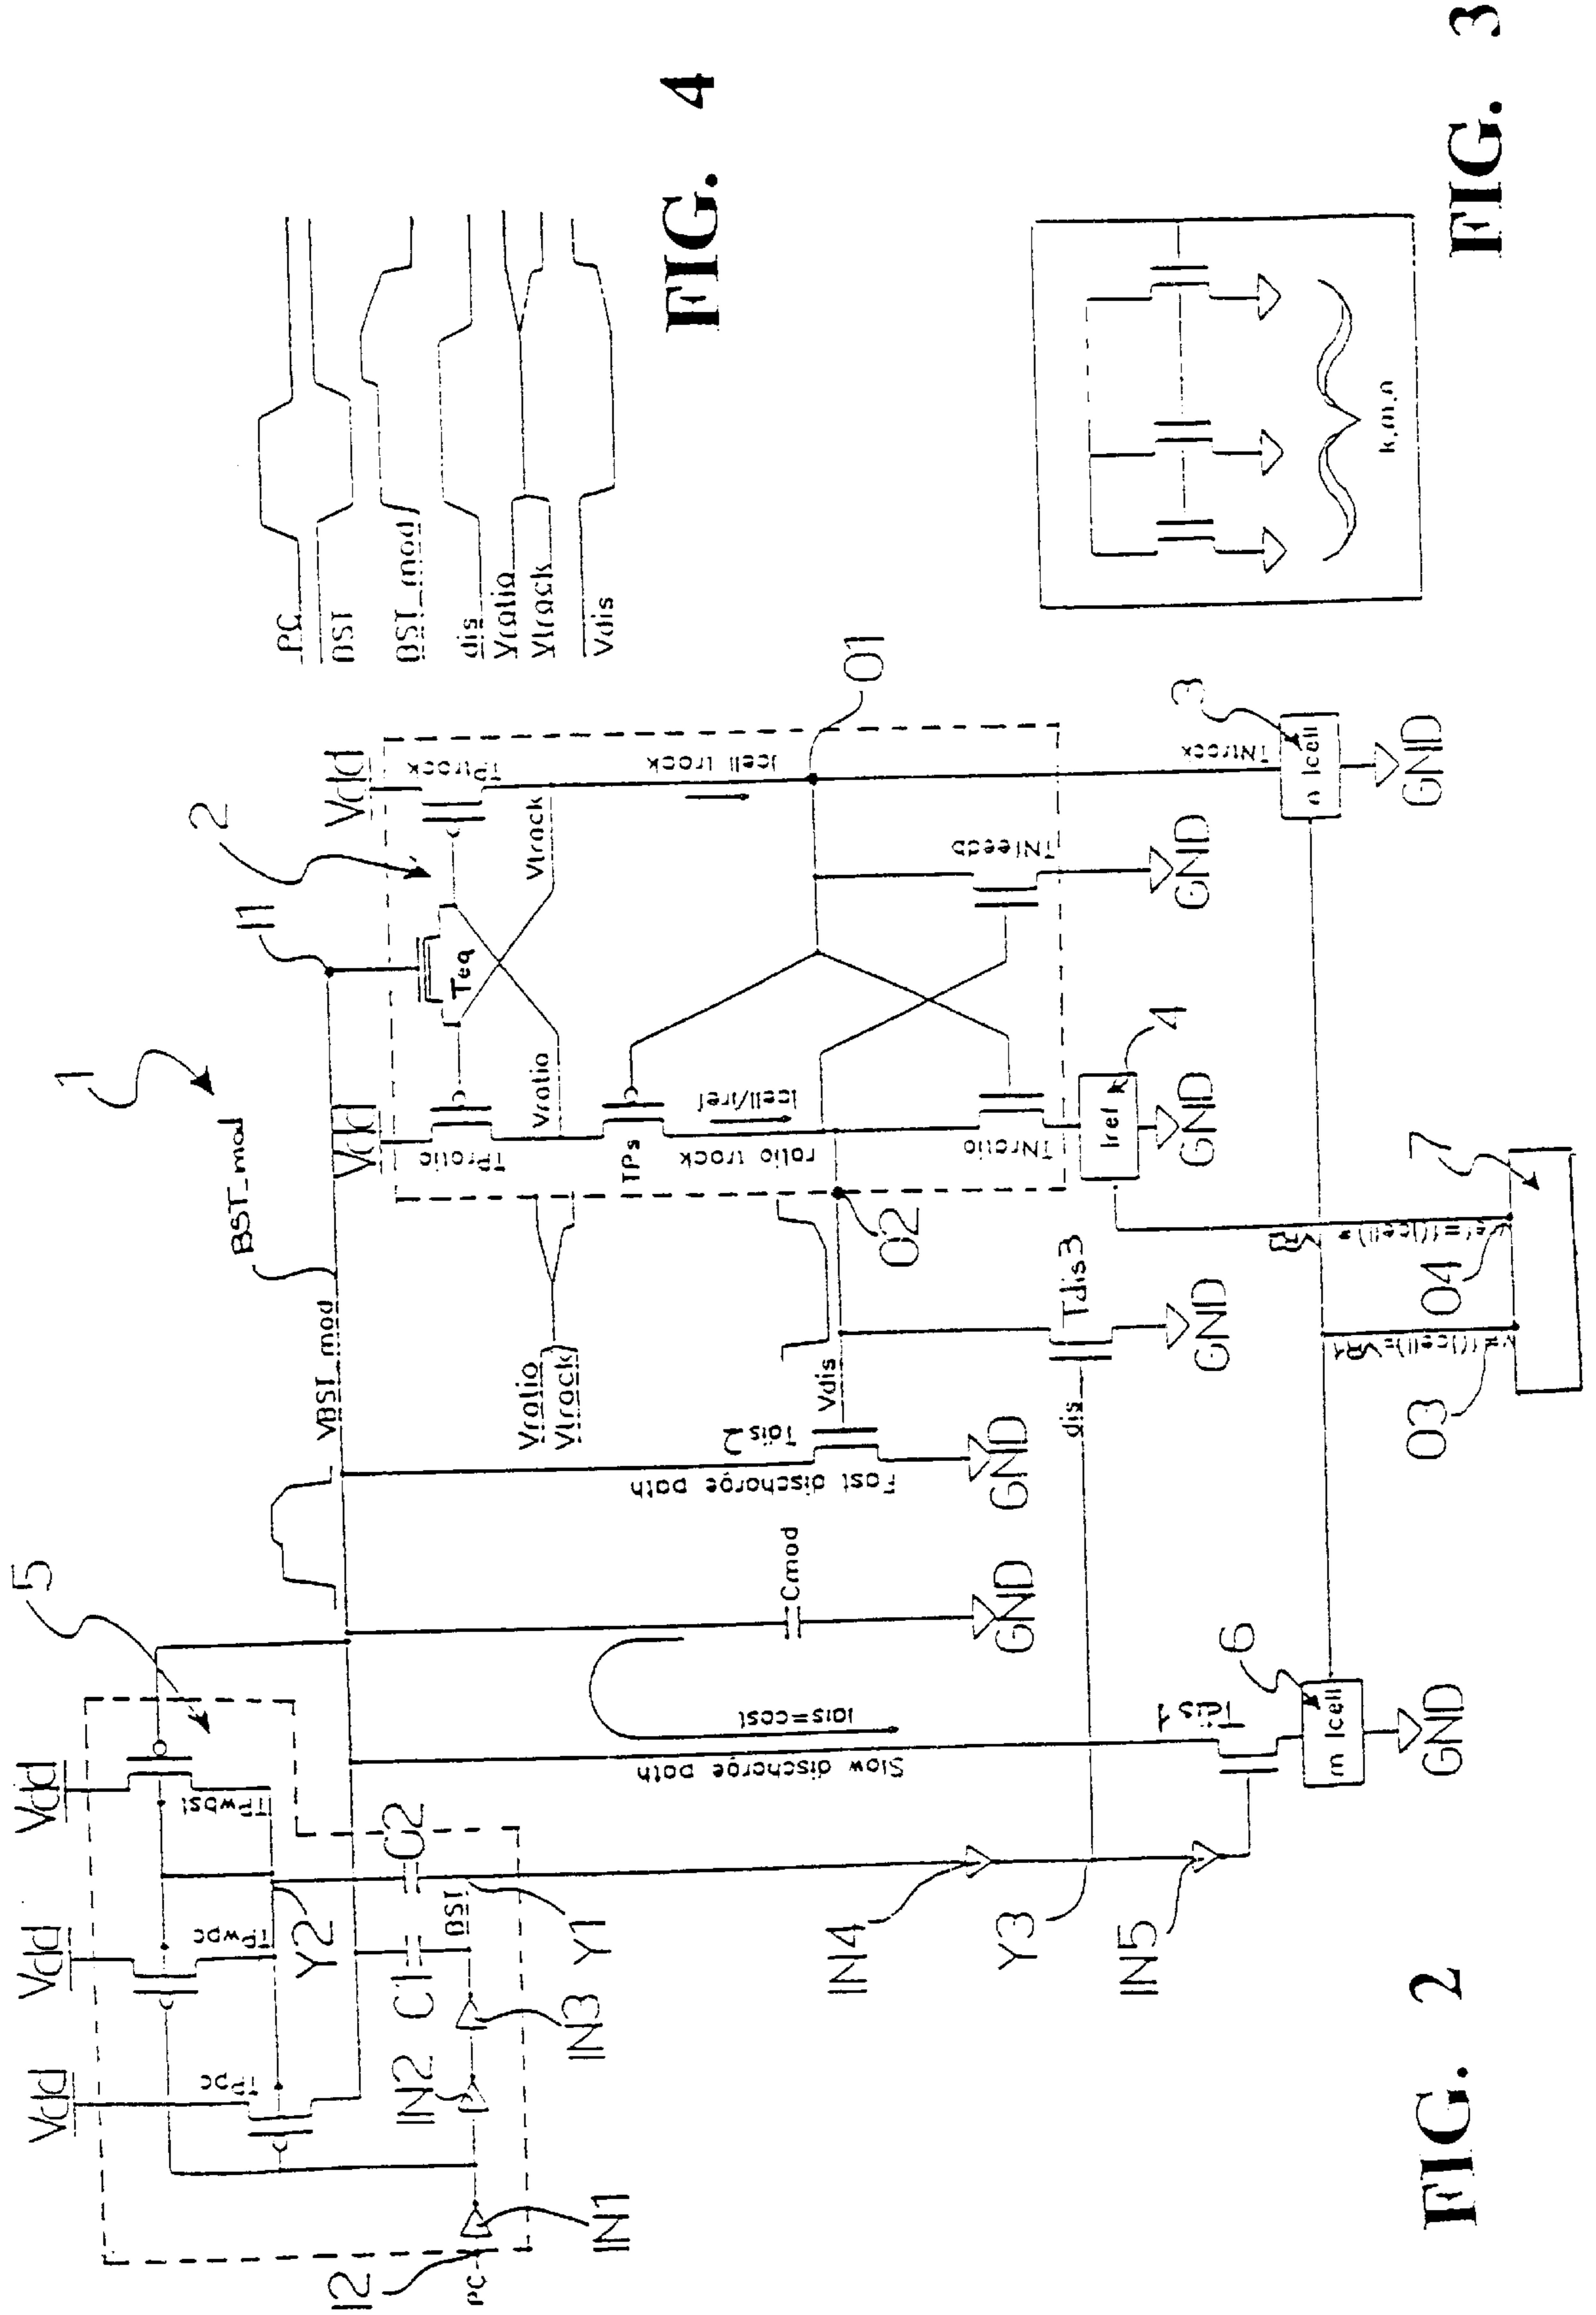 FIG. 2
1
5
Vdd
Vdd
Vdd
TPpc
TPwpc
TPwbst
Y2
C1
C2
BST
Y1
I2
PC
IN1
IN2
IN3
IN4
Y3
IN5
BST_mod
VBST_mod
Slow discharge path
Idis=cost
Cmod
GND
Tdis1
6
m Icell
GND
Fast discharge path
Tdis2
GND
Vdis
dis
Tdis3
GND
Vratio
Vtrack
I1
2
Vdd
Vdd
TPratio
TPtrack
Teq
Vratio
Vtrack
TPs
ratio track
Icell/Iref
Icell track
O1
O2
TNratio
TNfeedb
GND
Iref
4
GND
TNtrack
3
n Icell
GND
O3
O4
7
FIG. 4
PC
BST
BST_mod
dis
Vratio
Vtrack
Vdis
FIG. 3
k,m,n